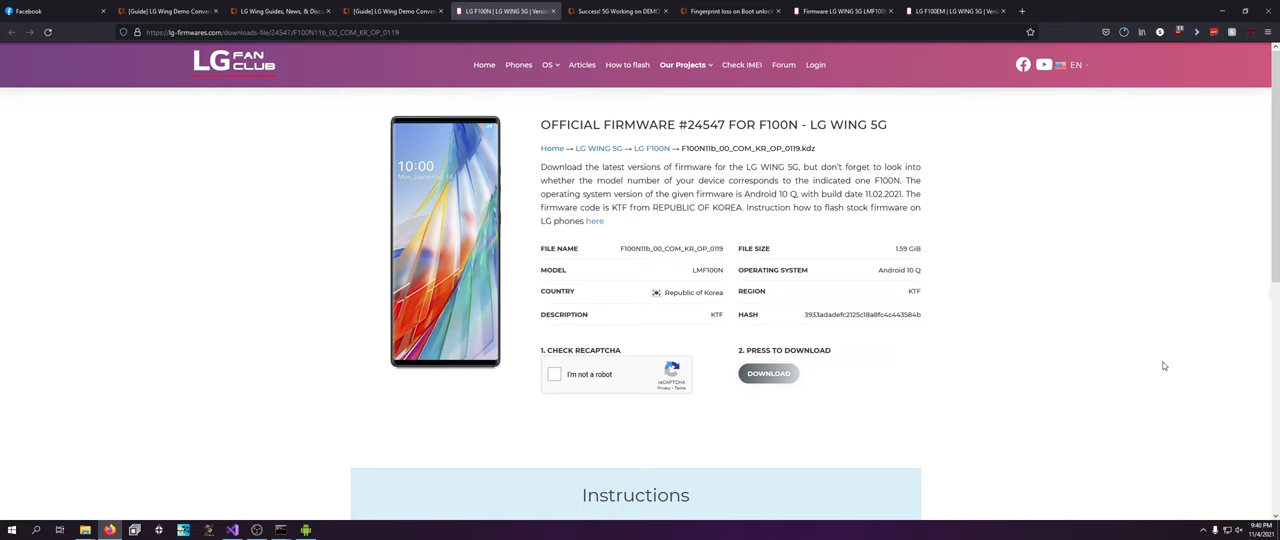 Facebook
[Guide] LG Wing Demo Conver
LG Wing Guides, News, & Discu
[Guide] LG Wing Demo Conver
LG F100N | LG WING 5G | Versio
Success! 5G Working on DEMO
Fingerprint loss on Boot unlock
Firmware LG WING 5G LMF100
F100EM | LG WING 5G | Versio
https://lg-firmwares.com/downloads-file/24547/F100N11b_00_COM_KR_OP_0119
LG FAN CLUB
Home
Phones
OS
Articles
How to flash
Our Projects
Check IMEI
Forum
Login
EN
10:00
Mon, September 14
OFFICIAL FIRMWARE #24547 FOR F100N - LG WING 5G
Home → LG WING 5G → LG F100N → F100N11b_00_COM_KR_OP_0119.kdz
Download the latest versions of firmware for the LG WING 5G, but don't forget to look into
whether the model number of your device corresponds to the indicated one F100N. The
operating system version of the given firmware is Android 10 Q, with build date 11.02.2021. The
firmware code is KTF from REPUBLIC OF KOREA. Instruction how to flash stock firmware on
LG phones here
FILE NAME F100N11b_00_COM_KR_OP_0119
FILE SIZE 1.59 GiB
MODEL LMF100N
OPERATING SYSTEM Android 10 Q
COUNTRY Republic of Korea
REGION KTF
DESCRIPTION KTF
HASH 3933adadefc2125c18a8fc4c443584b
1. CHECK RECAPTCHA
2. PRESS TO DOWNLOAD
I'm not a robot
reCAPTCHA
Privacy - Terms
DOWNLOAD
Instructions
9:40 PM
11/4/2021